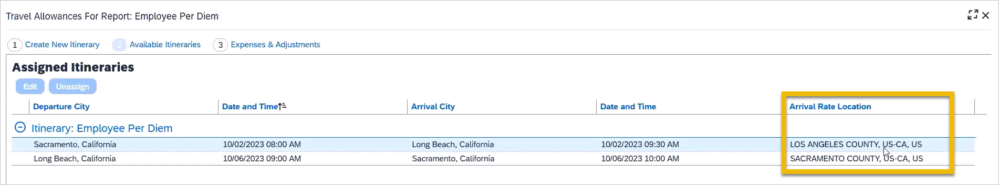 Travel Allowances For Report: Employee Per Diem
1 Create New Itinerary 2 Available Itineraries 3 Expenses & Adjustments
Assigned Itineraries
Edit Unassign
Departure City Date and Time Arrival City Date and Time Arrival Rate Location
Itinerary: Employee Per Diem
Sacramento, California 10/02/2023 08:00 AM Long Beach, California 10/02/2023 09:30 AM LOS ANGELES COUNTY, US-CA, US
Long Beach, California 10/06/2023 09:00 AM Sacramento, California 10/06/2023 10:00 AM SACRAMENTO COUNTY, US-CA, US